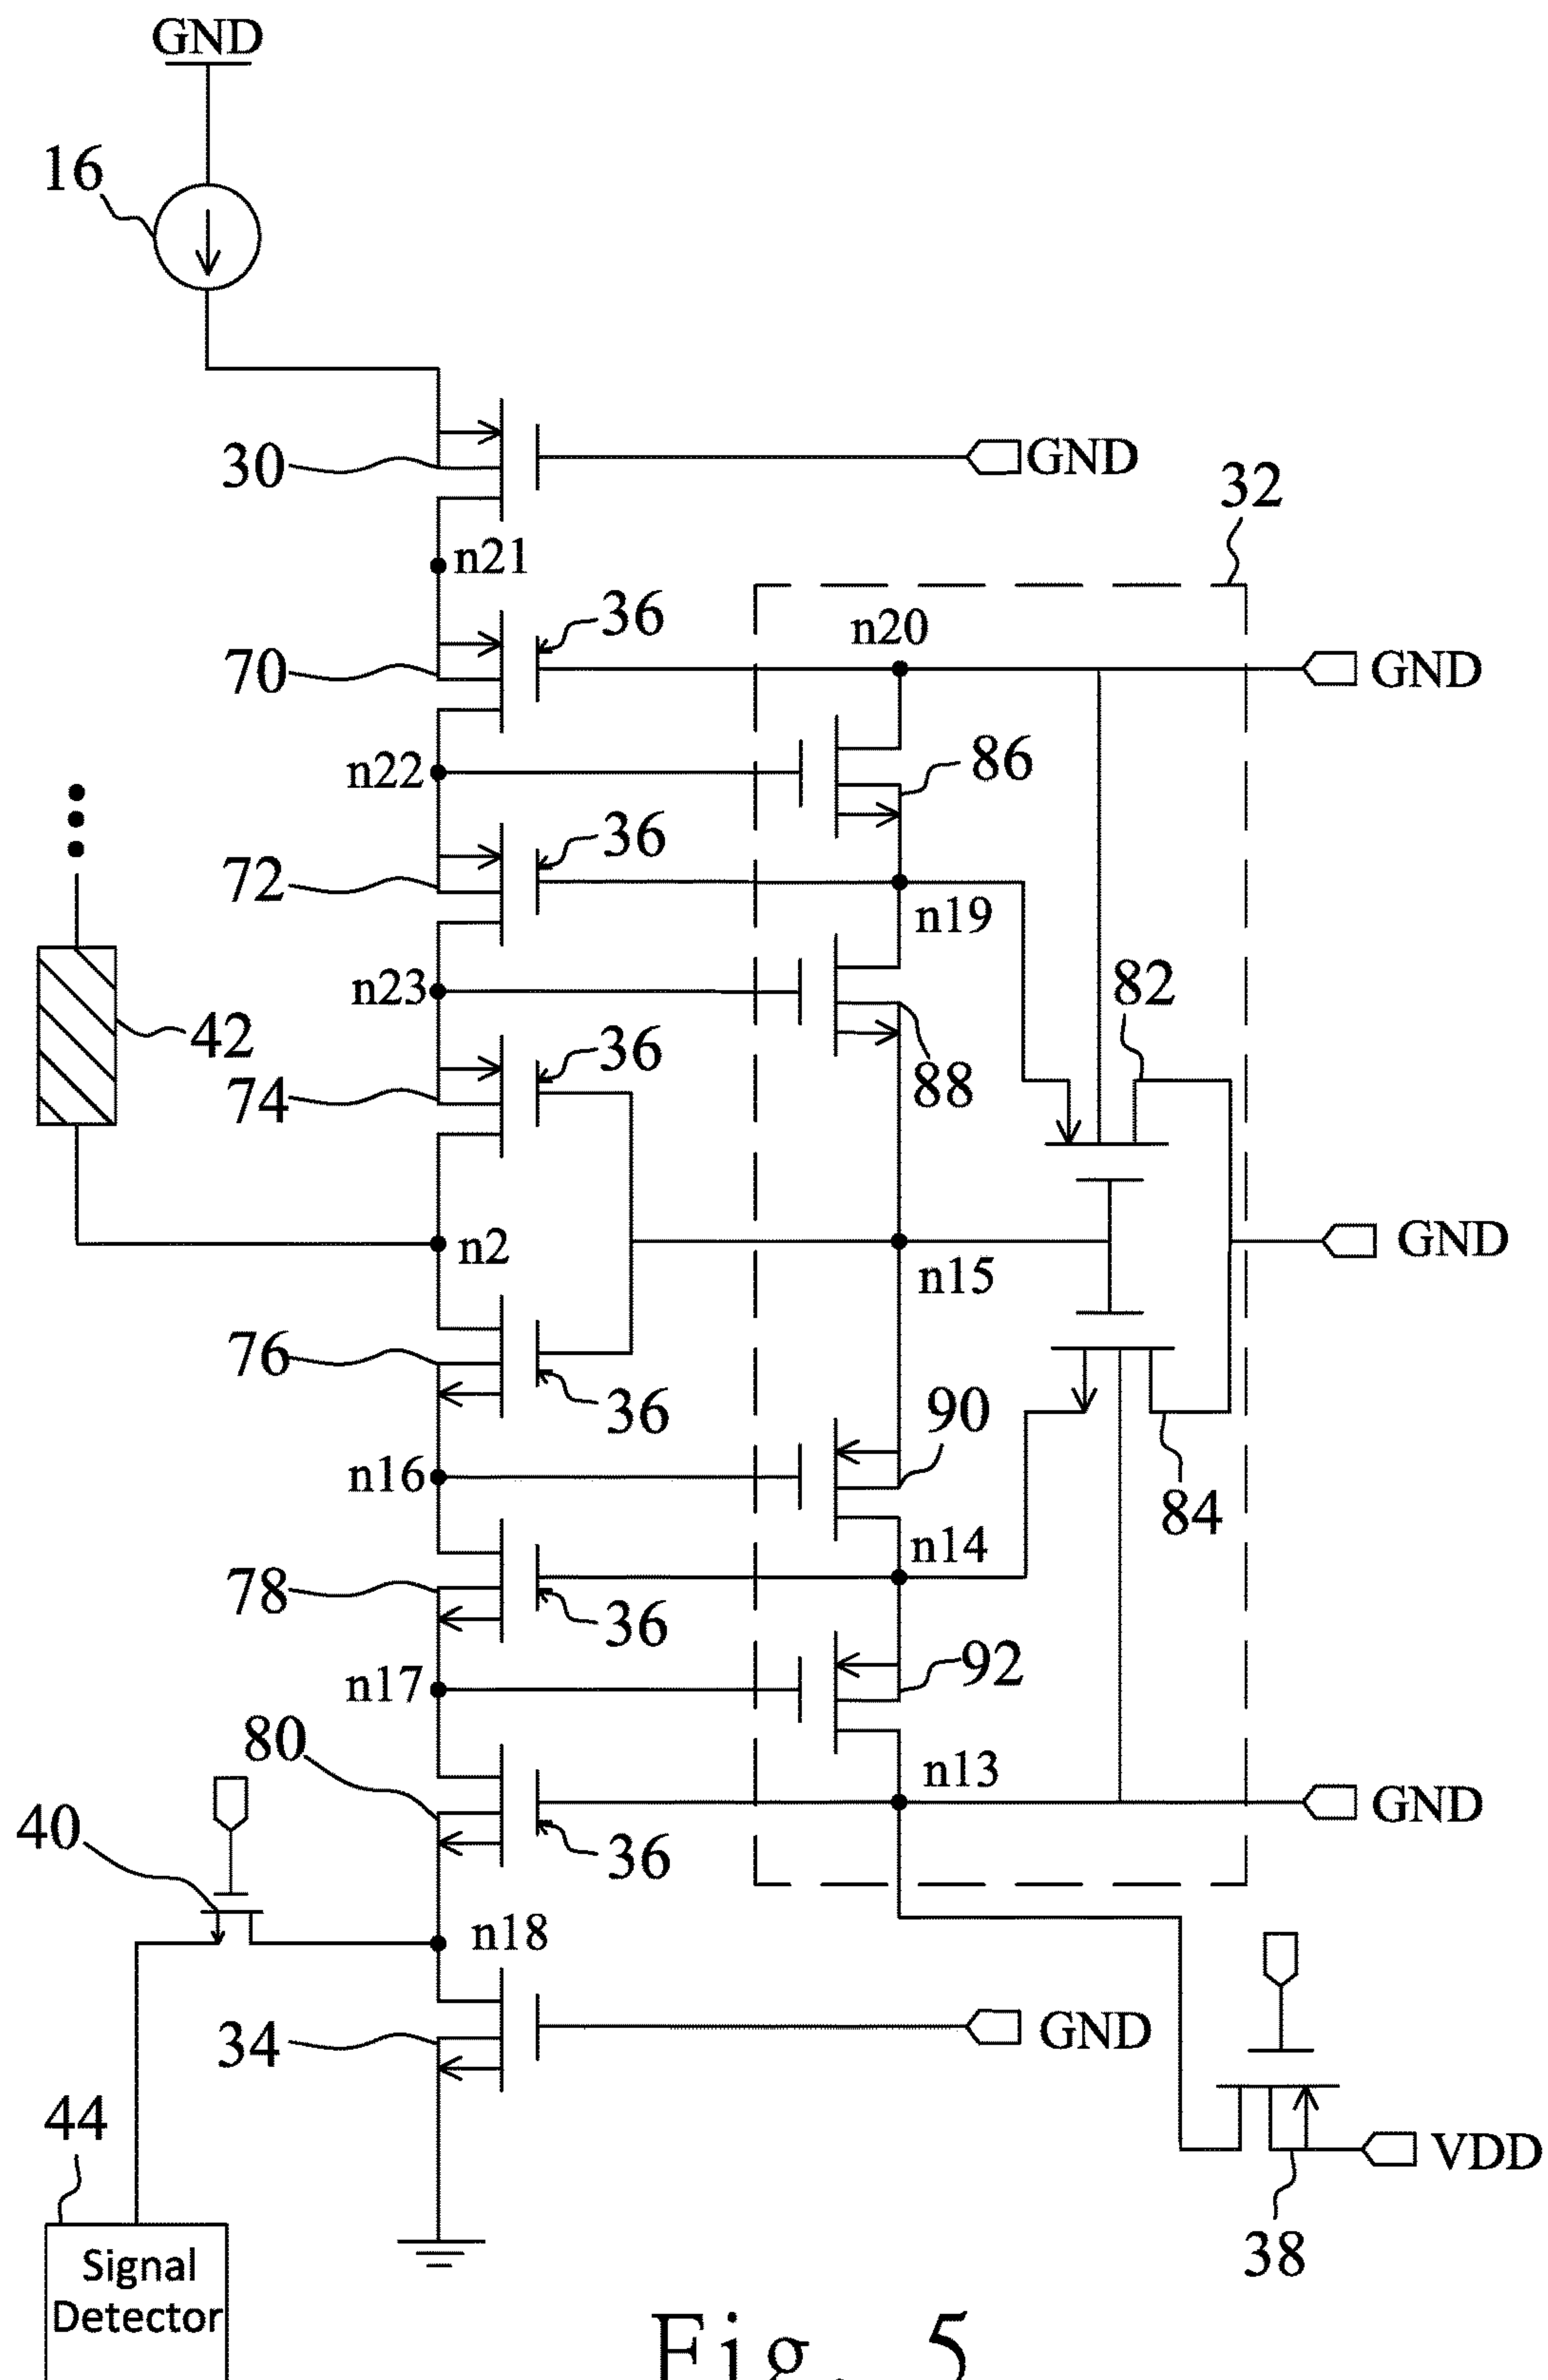 GND
16
30
GND
32
n21
36
n20
70
GND
n22
86
36
72
n19
n23
82
42
36
74
88
n2
GND
n15
76
36
90
n16
84
n14
78
36
n17
92
80
n13
GND
40
36
n18
34
GND
44
VDD
38
Signal
Detector
Fig. 5